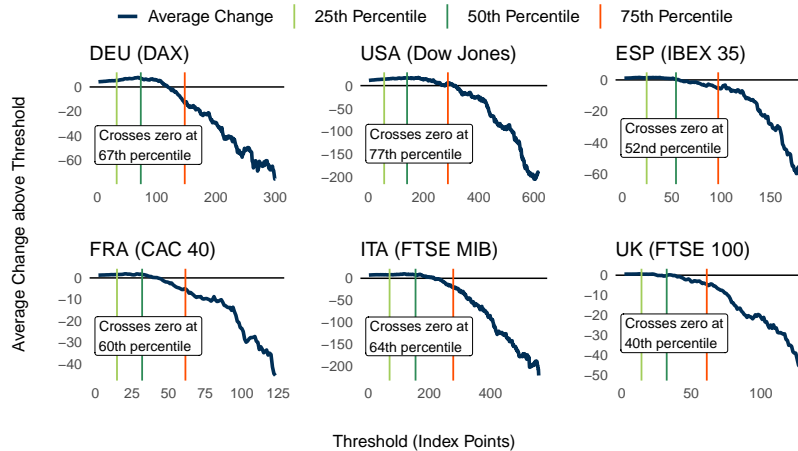 Average Change 25th Percentile 50th Percentile 75th Percentile
DEU (DAX)
0
−20
−40
−60
Crosses zero at
67th percentile
0 100 200 300
USA (Dow Jones)
0
−50
−100
−150
−200
Crosses zero at
77th percentile
0 200 400 600
ESP (IBEX 35)
0
−20
−40
−60
Crosses zero at
52nd percentile
0 50 100 150
FRA (CAC 40)
0
−10
−20
−30
−40
Crosses zero at
60th percentile
0 25 50 75 100 125
ITA (FTSE MIB)
0
−50
−100
−150
−200
Crosses zero at
64th percentile
0 200 400
UK (FTSE 100)
0
−10
−20
−30
−40
−50
Crosses zero at
40th percentile
0 50 100
Average Change above Threshold
Threshold (Index Points)